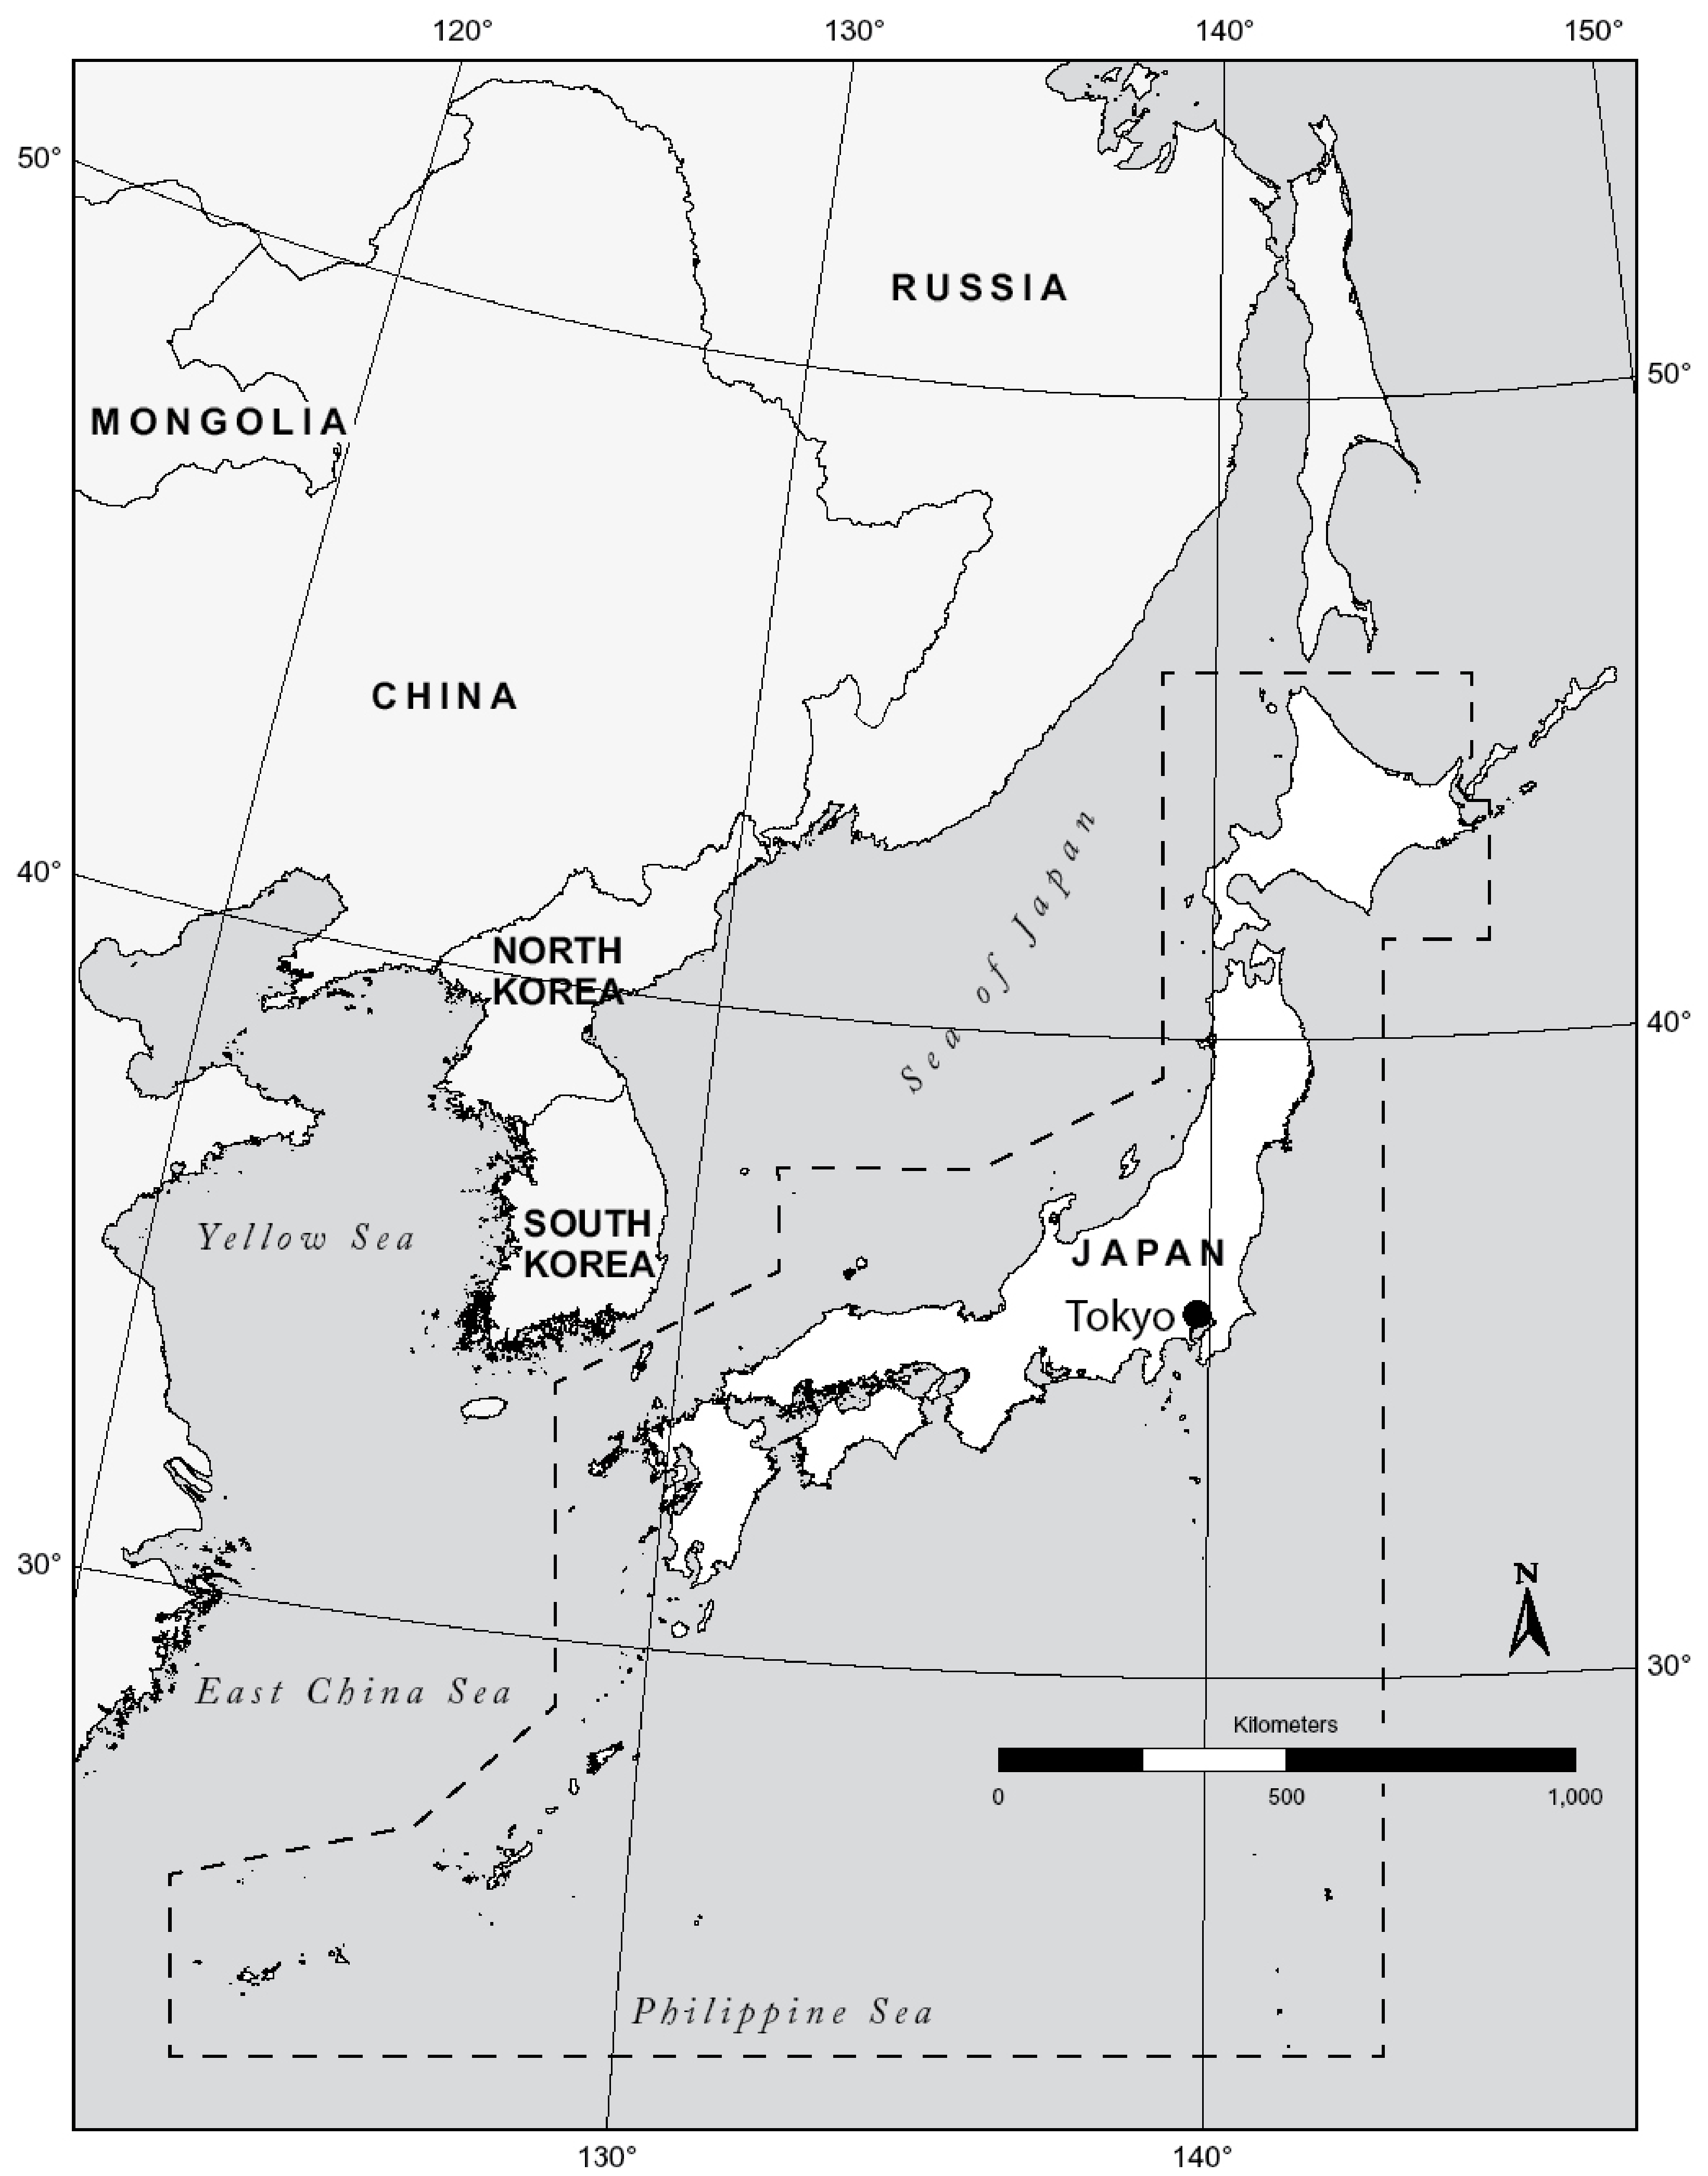 120° 130° 140° 150°
50°
RUSSIA
50°
MONGOLIA
CHINA
Sea of Japan
40°
NORTH
KOREA
40°
Yellow Sea
SOUTH
KOREA
JAPAN
Tokyo
30°
N
30°
East China Sea
Kilometers
0 500 1,000
Philippine Sea
130° 140°